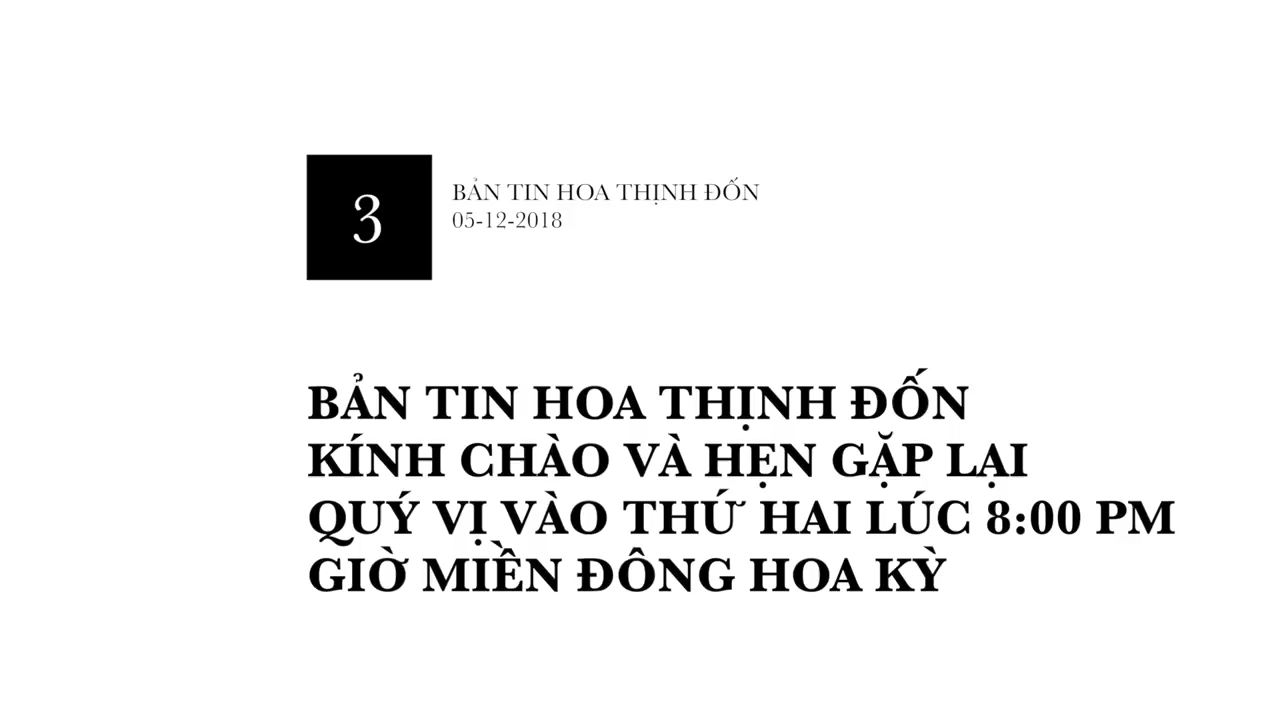 3
BẢN TIN HOA THỊNH ĐỐN
05-12-2018
BẢN TIN HOA THỊNH ĐỐN
KÍNH CHÀO VÀ HẸN GẶP LẠI
QUÝ VỊ VÀO THỨ HAI LÚC 8:00 PM
GIỜ MIỀN ĐÔNG HOA KỲ